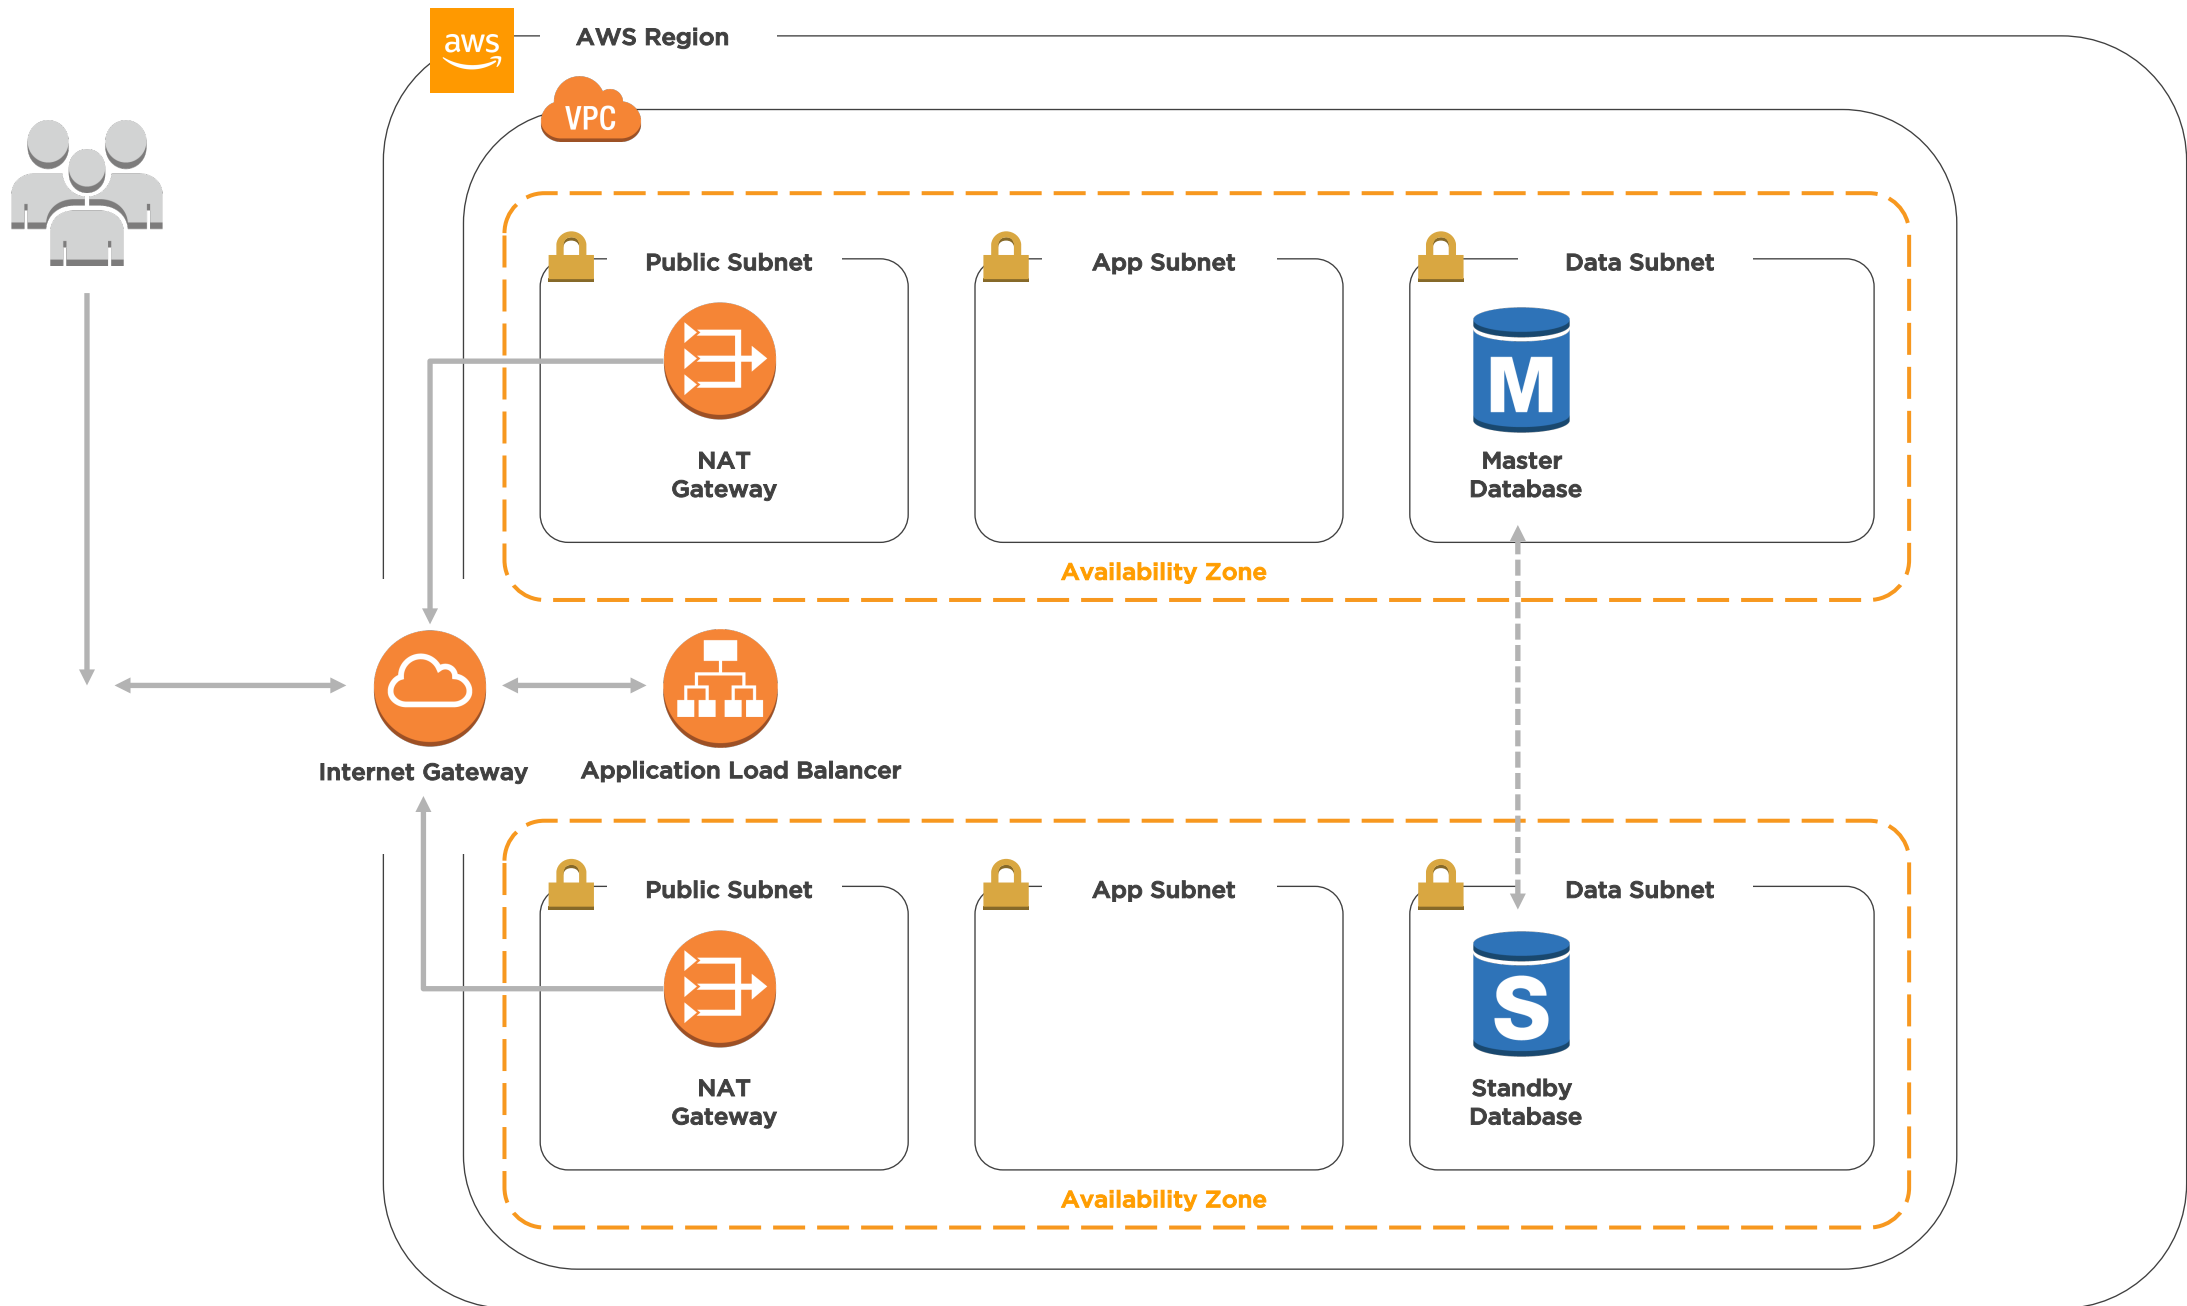 aws
AWS Region
VPC
Public Subnet
App Subnet
Data Subnet
M
NAT
Gateway
Master
Database
Availability Zone
Internet Gateway
Application Load Balancer
Public Subnet
App Subnet
Data Subnet
S
NAT
Gateway
Standby
Database
Availability Zone